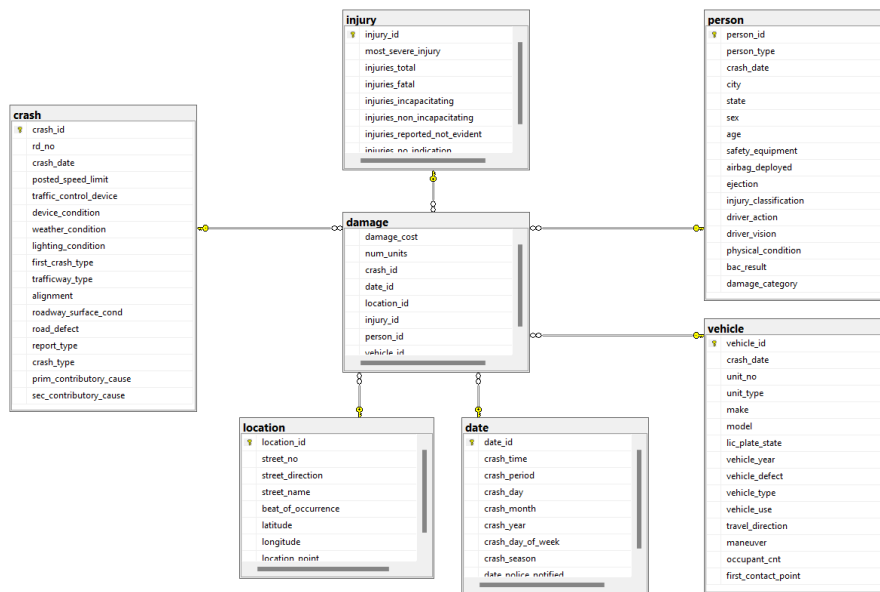 injury
injury_id
most_severe_injury
injuries_total
injuries_fatal
injuries_incapacitating
injuries_non_incapacitating
injuries_reported_not_evident
injuries_no_indication
person
person_id
person_type
crash_date
city
state
sex
age
safety_equipment
airbag_deployed
ejection
injury_classification
driver_action
driver_vision
physical_condition
bac_result
damage_category
crash
crash_id
rd_no
crash_date
posted_speed_limit
traffic_control_device
device_condition
weather_condition
lighting_condition
first_crash_type
trafficway_type
alignment
roadway_surface_cond
road_defect
report_type
crash_type
prim_contributory_cause
sec_contributory_cause
damage
damage_cost
num_units
crash_id
date_id
location_id
injury_id
person_id
vehicle_id
vehicle
vehicle_id
crash_date
unit_no
unit_type
make
model
lic_plate_state
vehicle_year
vehicle_defect
vehicle_type
vehicle_use
travel_direction
maneuver
occupant_cnt
first_contact_point
location
location_id
street_no
street_direction
street_name
beat_of_occurrence
latitude
longitude
location_point
date
date_id
crash_time
crash_period
crash_day
crash_month
crash_year
crash_day_of_week
crash_season
date_police_notified